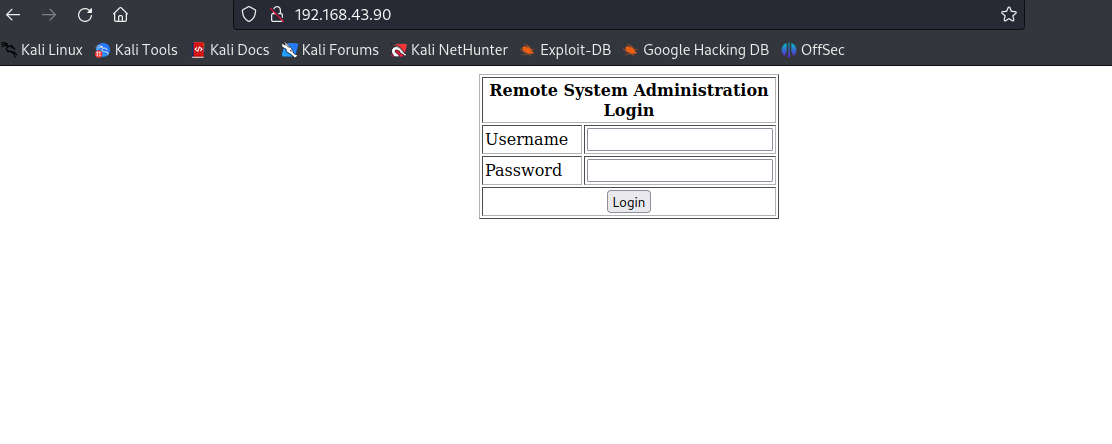 192.168.43.90
Kali Linux Kali Tools Kali Docs Kali Forums Kali NetHunter Exploit-DB Google Hacking DB OffSec
Remote System Administration
Login
Username
Password
Login